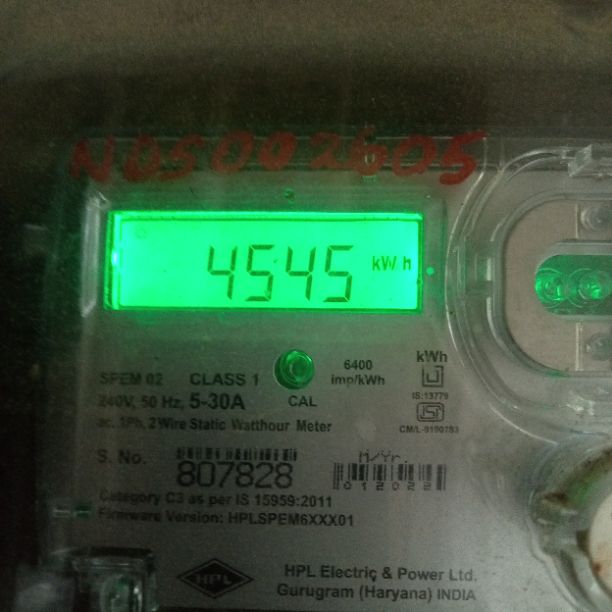 N05002605
4545 kWh
SPEM 02 CLASS 1 6400 imp/kWh kWh
240V, 50 Hz, 5-30A CAL IS:13779
ac. 1Ph, 2 Wire Static Watthour Meter CM/L-9190783
S. No. M/Yr.
807828 012022
Category C3 as per IS 15959:2011
Firmware Version: HPLSPEM6XXX01
HPL HPL Electric & Power Ltd.
Gurugram (Haryana) INDIA